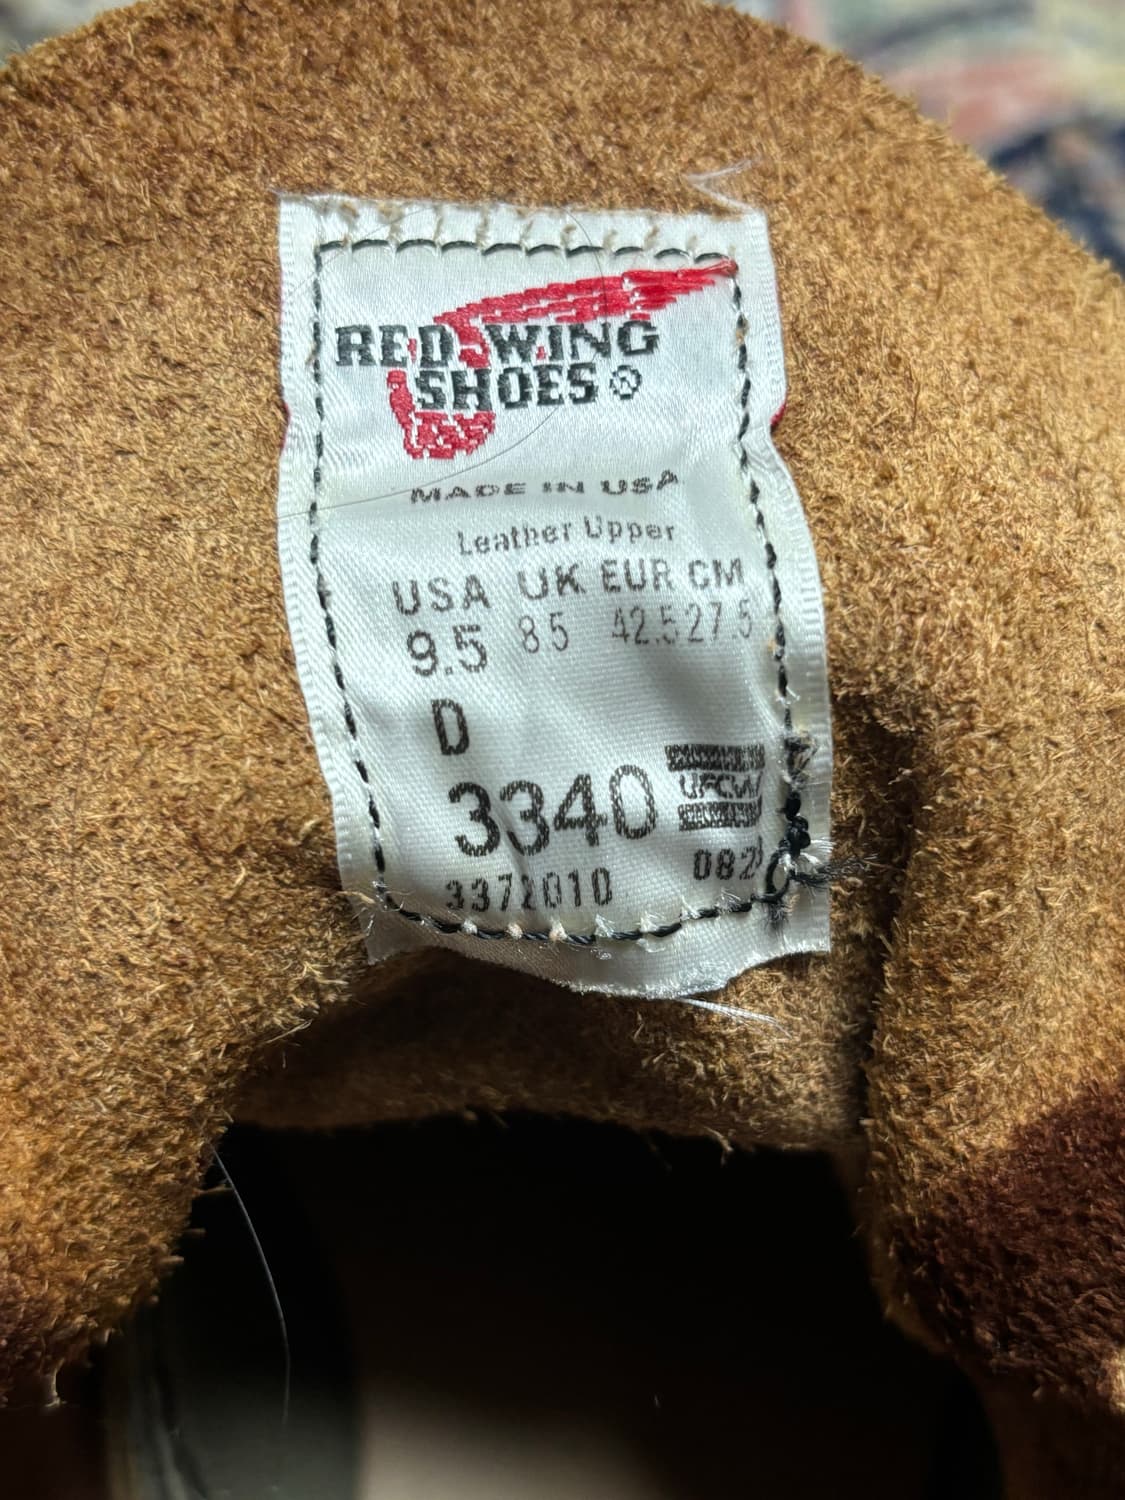 RED WING
SHOES ®
MADE IN USA
Leather Upper
USA UK EUR CM
9.5 8.5 42.5 27.5
D
3340 UFCW
3372010